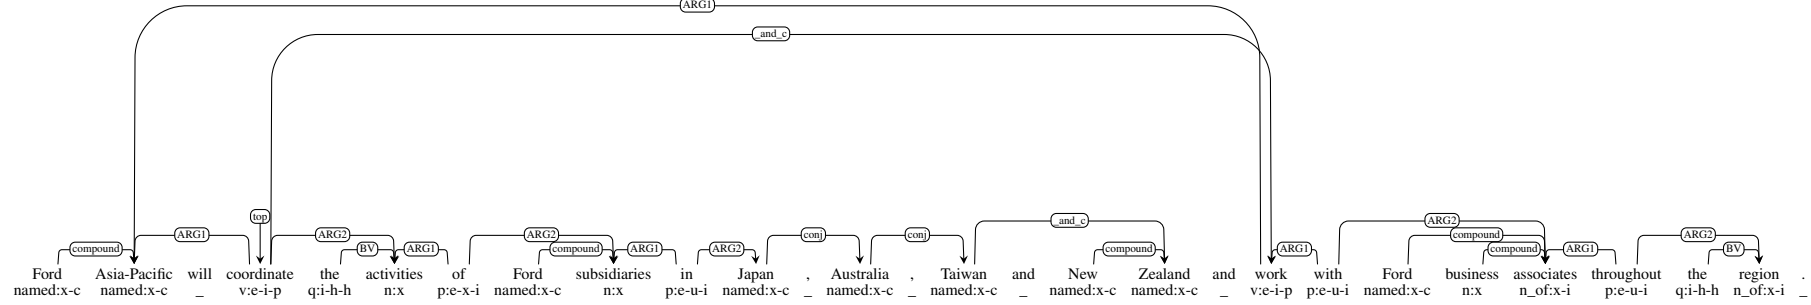 ARG1
_and_c
top
_and_c ARG2
ARG1 ARG2 ARG2 conj conj compound ARG2
compound BV ARG1 compound ARG1 ARG2 compound ARG1 compound ARG1 BV
Ford Asia-Pacific will coordinate the activities of Ford subsidiaries in Japan , Australia , Taiwan and New Zealand and work with Ford business associates throughout the region .
named:x-c named:x-c _ v:e-i-p q:i-h-h n:x p:e-x-i named:x-c n:x p:e-u-i named:x-c _ named:x-c _ named:x-c _ named:x-c named:x-c _ v:e-i-p p:e-u-i named:x-c n:x n_of:x-i p:e-u-i q:i-h-h n_of:x-i _